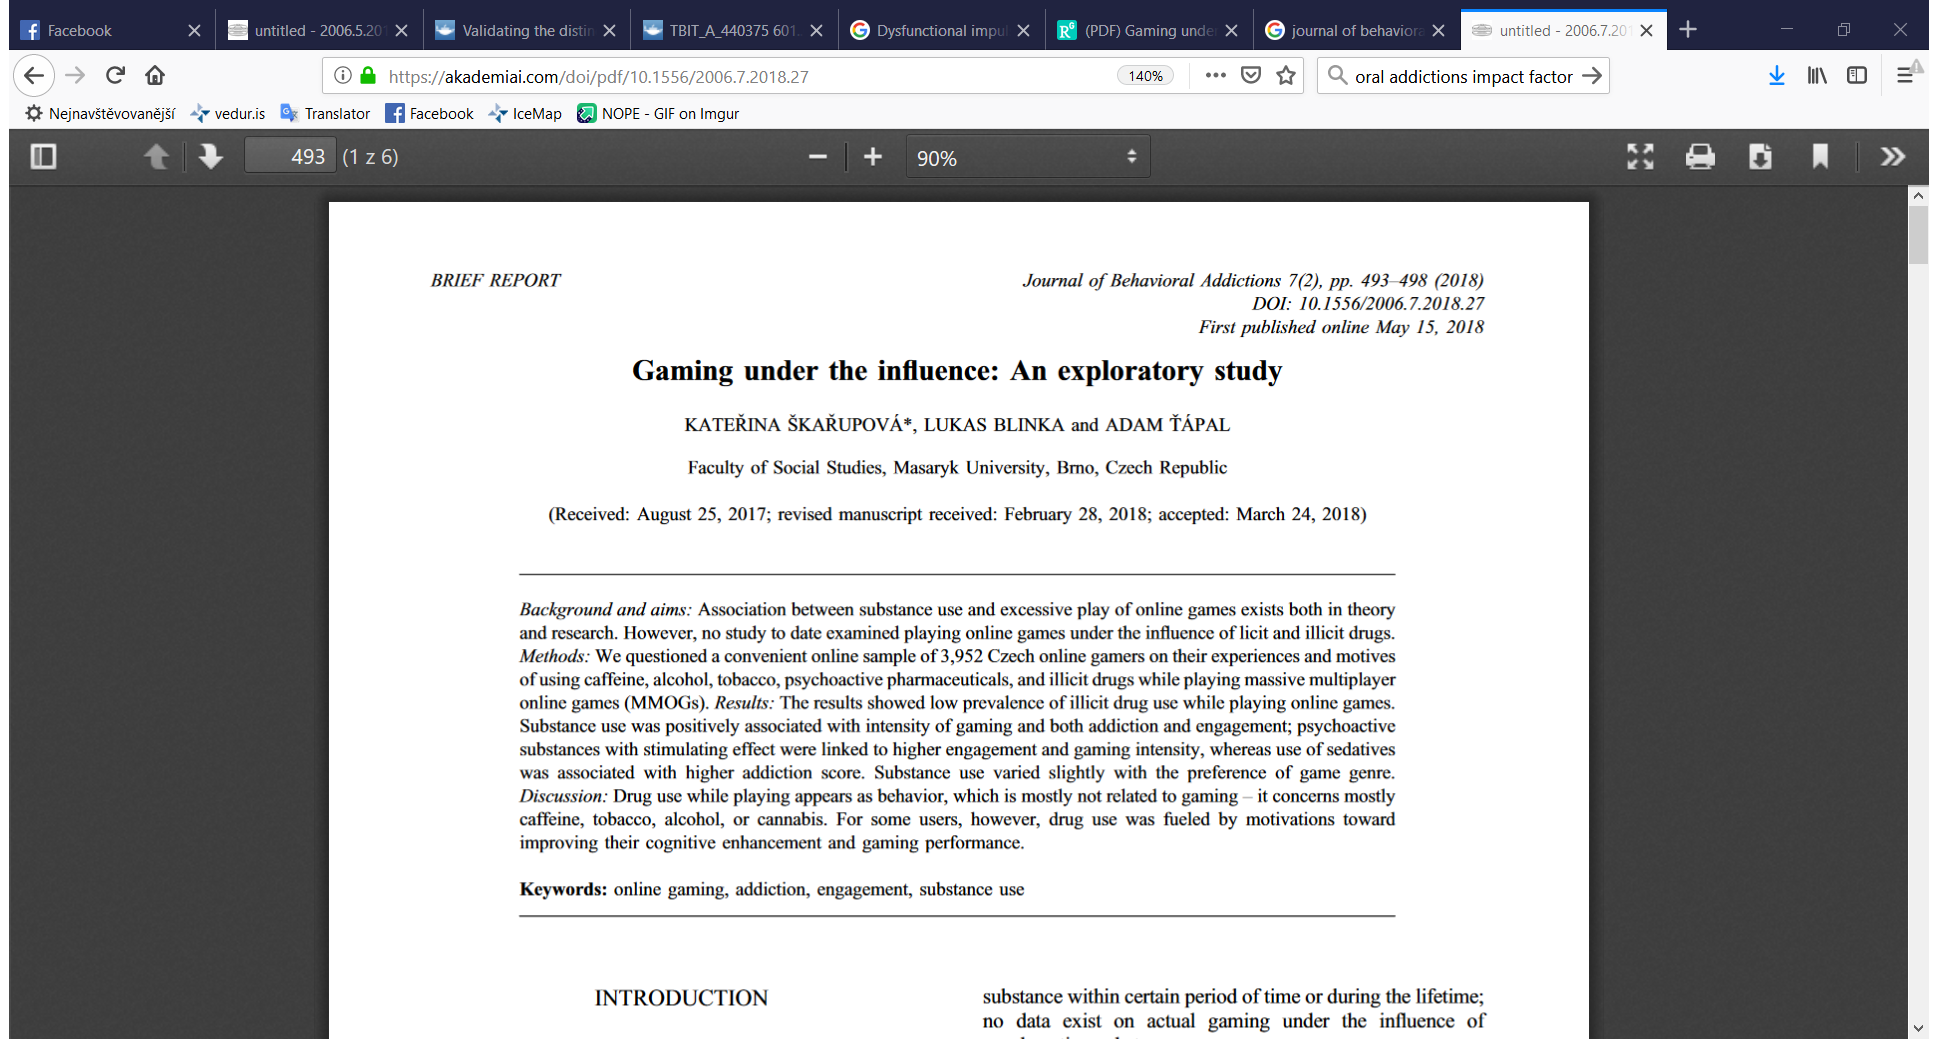 Facebook
untitled - 2006.5.201
Validating the distin
TBIT_A_440375 601..
Dysfunctional impul
(PDF) Gaming unde
journal of behaviora
untitled - 2006.7.201
https://akademiai.com/doi/pdf/10.1556/2006.7.2018.27
140%
oral addictions impact factor
Nejnavštěvovanější
vedur.is
Translator
Facebook
IceMap
NOPE - GIF on Imgur
493 (1 z 6)
90%
BRIEF REPORT
Journal of Behavioral Addictions 7(2), pp. 493–498 (2018)
DOI: 10.1556/2006.7.2018.27
First published online May 15, 2018
Gaming under the influence: An exploratory study
KATEŘINA ŠKAŘUPOVÁ*, LUKAS BLINKA and ADAM ŤÁPAL
Faculty of Social Studies, Masaryk University, Brno, Czech Republic
(Received: August 25, 2017; revised manuscript received: February 28, 2018; accepted: March 24, 2018)
Background and aims: Association between substance use and excessive play of online games exists both in theory
and research. However, no study to date examined playing online games under the influence of licit and illicit drugs.
Methods: We questioned a convenient online sample of 3,952 Czech online gamers on their experiences and motives
of using caffeine, alcohol, tobacco, psychoactive pharmaceuticals, and illicit drugs while playing massive multiplayer
online games (MMOGs). Results: The results showed low prevalence of illicit drug use while playing online games.
Substance use was positively associated with intensity of gaming and both addiction and engagement; psychoactive
substances with stimulating effect were linked to higher engagement and gaming intensity, whereas use of sedatives
was associated with higher addiction score. Substance use varied slightly with the preference of game genre.
Discussion: Drug use while playing appears as behavior, which is mostly not related to gaming – it concerns mostly
caffeine, tobacco, alcohol, or cannabis. For some users, however, drug use was fueled by motivations toward
improving their cognitive enhancement and gaming performance.
Keywords: online gaming, addiction, engagement, substance use
INTRODUCTION
substance within certain period of time or during the lifetime;
no data exist on actual gaming under the influence of